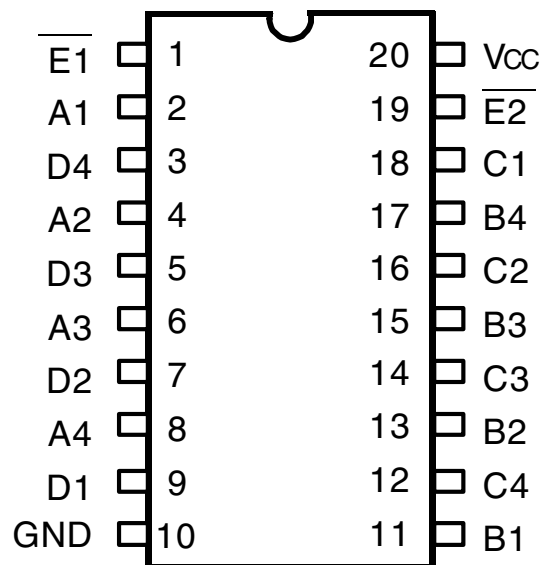 E1 1 20 VCC
A1 2 19 E2
D4 3 18 C1
A2 4 17 B4
D3 5 16 C2
A3 6 15 B3
D2 7 14 C3
A4 8 13 B2
D1 9 12 C4
GND 10 11 B1